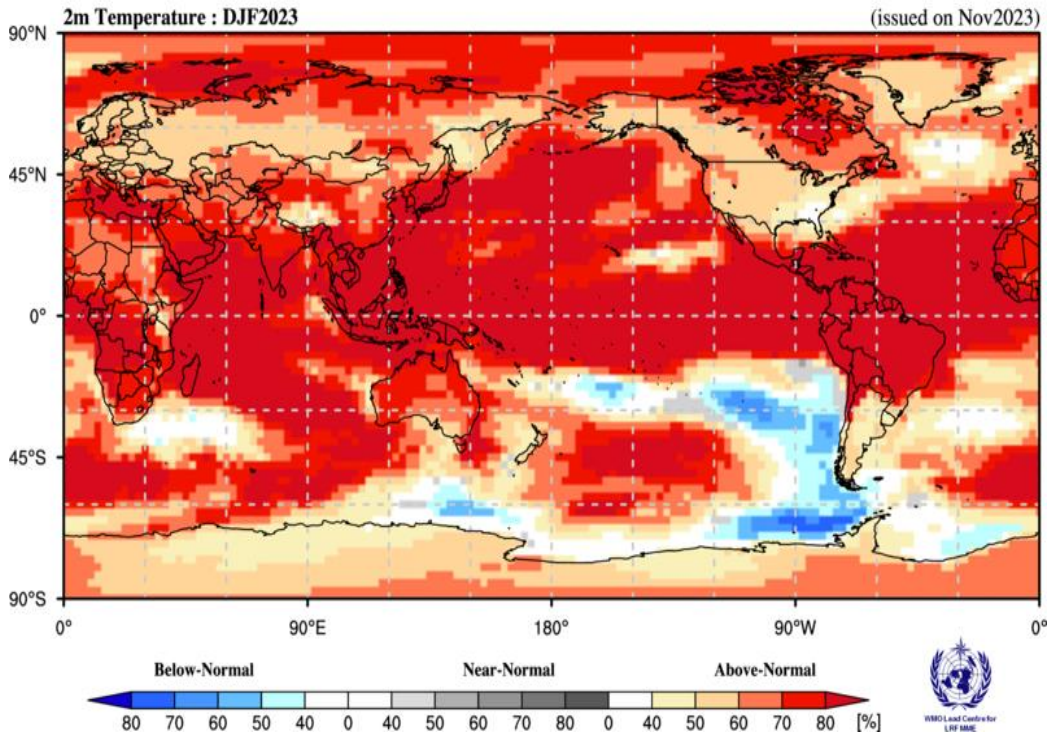 2m Temperature : DJF2023 (issued on Nov2023)
90°N
45°N
0°
45°S
90°S
0° 90°E 180° 90°W 0°
Below-Normal Near-Normal Above-Normal
80 70 60 50 40 0 40 50 60 70 80 0 40 50 60 70 80 [%]
WMO Lead Centre for
LRF MME